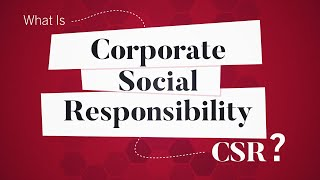 What Is
Corporate
Social
Responsibility
CSR?